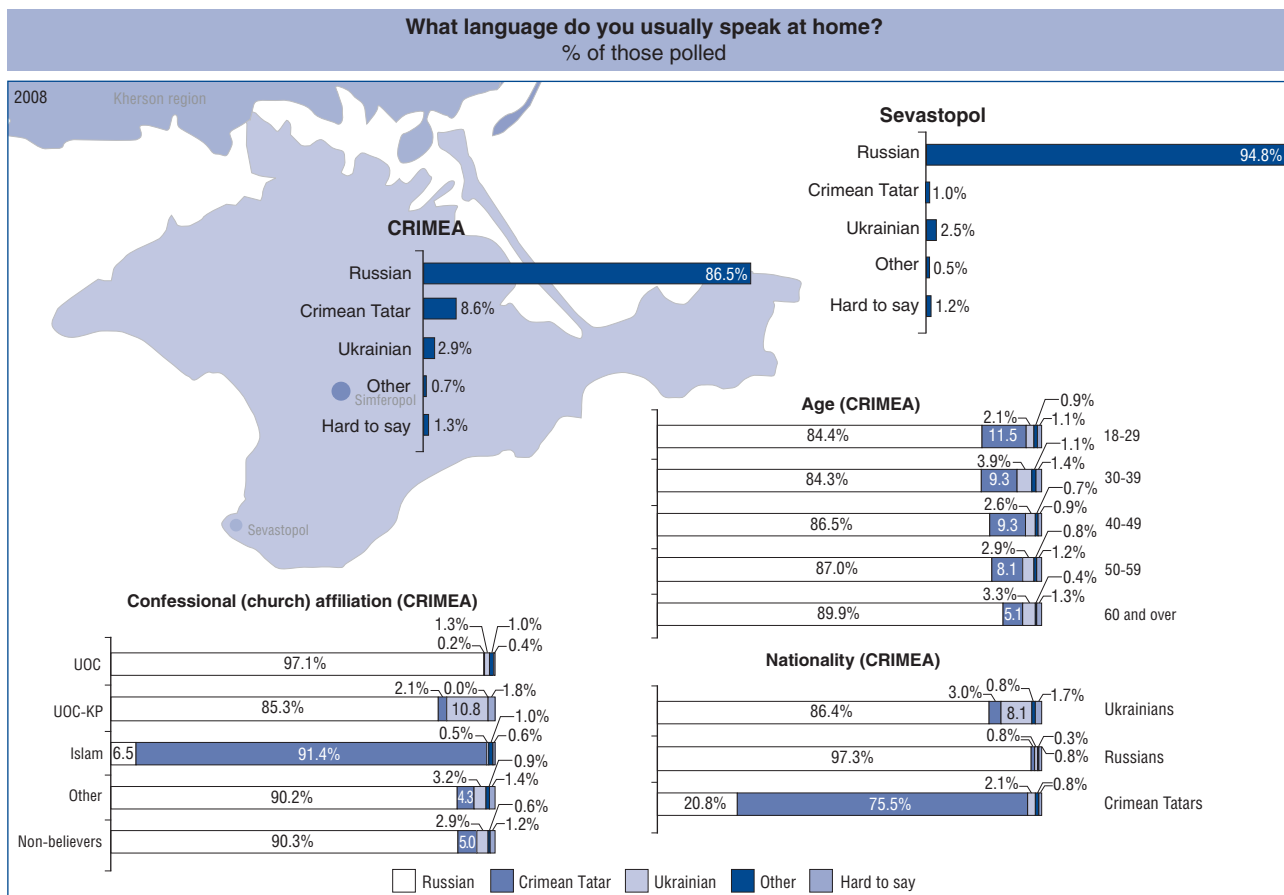 What language do you usually speak at home?
% of those polled
2008
Kherson region
Sevastopol
Russian 94.8%
Crimean Tatar 1.0%
Ukrainian 2.5%
Other 0.5%
Hard to say 1.2%
CRIMEA
Russian 86.5%
Crimean Tatar 8.6%
Ukrainian 2.9%
Other 0.7%
Simferopol
Hard to say 1.3%
Sevastopol
Age (CRIMEA)
2.1% 0.9%
1.1%
84.4% 11.5 18-29
3.9% 1.1%
1.4%
84.3% 9.3 30-39
2.6% 0.7%
0.9%
86.5% 9.3 40-49
2.9% 0.8%
1.2%
87.0% 8.1 50-59
3.3% 0.4%
1.3%
89.9% 5.1 60 and over
Confessional (church) affiliation (CRIMEA)
1.3% 1.0%
0.2% 0.4%
UOC 97.1%
2.1% 0.0% 1.8%
UOC-KP 85.3% 10.8
0.5% 1.0%
0.6%
Islam 6.5 91.4%
3.2% 0.9%
1.4%
Other 90.2% 4.3
2.9% 0.6%
1.2%
Non-believers 90.3% 5.0
Nationality (CRIMEA)
3.0% 0.8% 1.7%
86.4% 8.1 Ukrainians
0.8% 0.3%
0.8%
97.3% Russians
2.1% 0.8%
20.8% 75.5% Crimean Tatars
Russian Crimean Tatar Ukrainian Other Hard to say